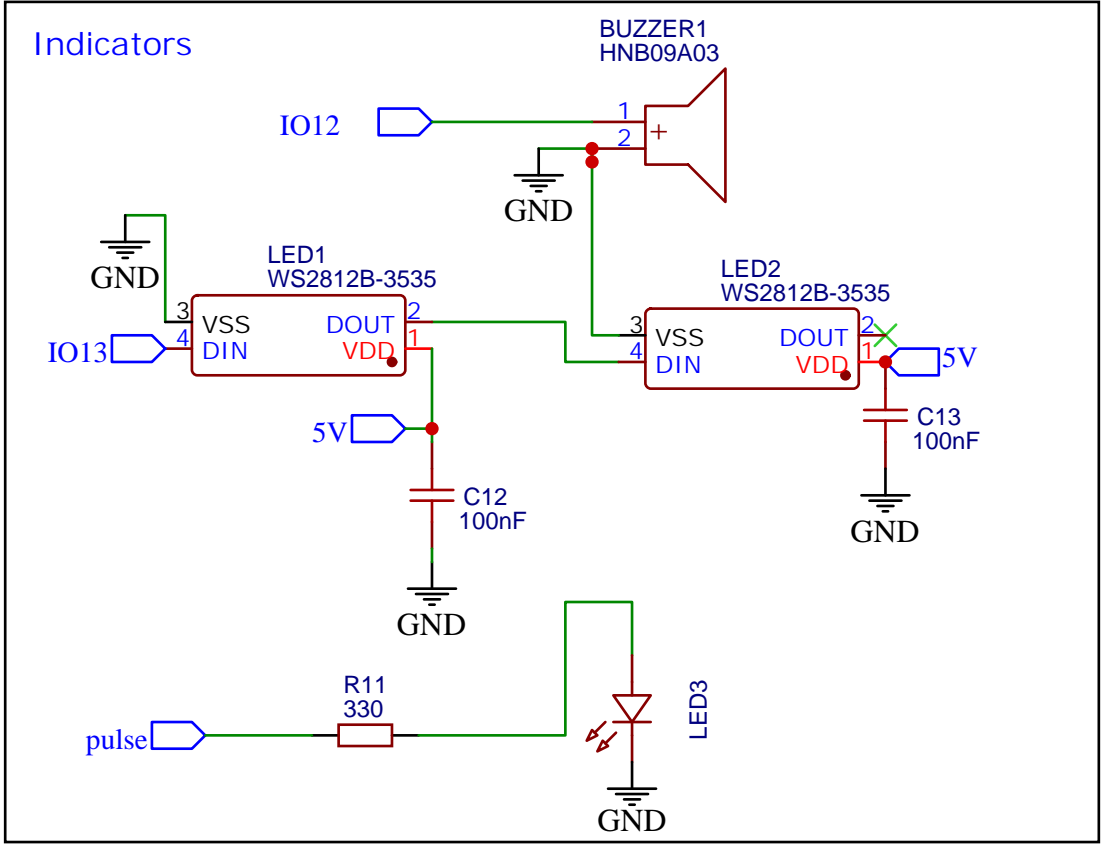 Indicators
BUZZER1
HNB09A03
IO12
1
2
+
GND
GND
LED1
WS2812B-3535
3
VSS
DOUT
2
IO13
4
DIN
VDD
1
LED2
WS2812B-3535
3
VSS
DOUT
2
4
DIN
VDD
1
5V
5V
C13
100nF
C12
100nF
GND
GND
R11
330
LED3
pulse
GND